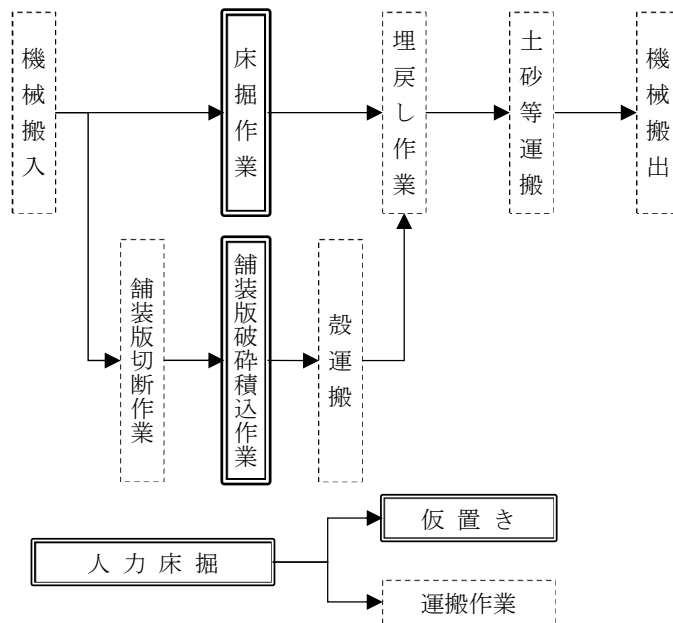 機械搬入
床掘作業
埋戻し作業
土砂等運搬
機械搬出
舗装版切断作業
舗装版破砕積込作業
殻運搬
人力床掘
仮置き
運搬作業